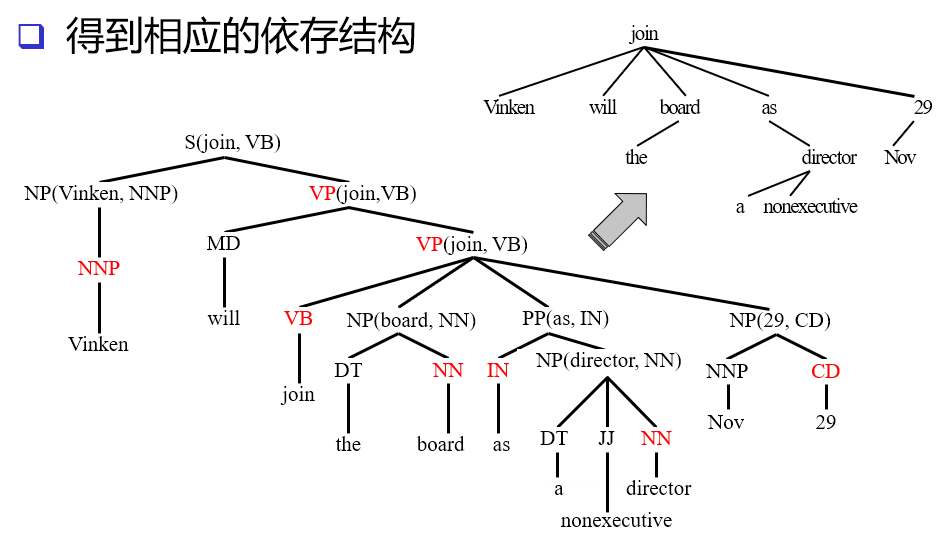 得到相应的依存结构
join
Vinken will board as 29
the director Nov
a nonexecutive
S(join, VB)
NP(Vinken, NNP) VP(join,VB)
MD VP(join, VB)
NNP
will VB NP(board, NN) PP(as, IN) NP(29, CD)
Vinken
DT NN IN NP(director, NN) NNP CD
join
Nov 29
the board as DT JJ NN
a director
nonexecutive